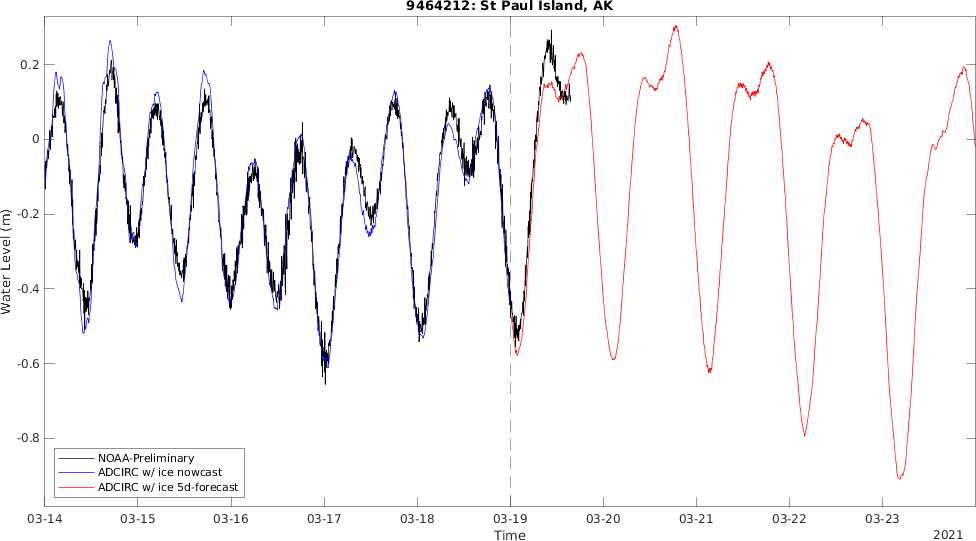 9464212: St Paul Island, AK
Water Level (m)
0.2
0
-0.2
-0.4
-0.6
-0.8
NOAA-Preliminary
ADCIRC w/ ice nowcast
ADCIRC w/ ice 5d-forecast
03-14 03-15 03-16 03-17 03-18 03-19 03-20 03-21 03-22 03-23
Time
2021